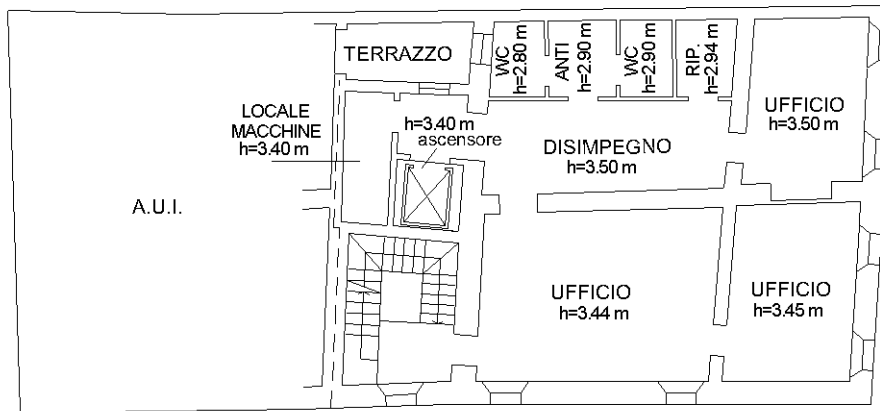 TERRAZZO
WC
h=2.80 m
ANTI
h=2.90 m
WC
h=2.90 m
RIP.
h=2.94 m
UFFICIO
h=3.50 m
LOCALE
MACCHINE
h=3.40 m
h=3.40 m
ascensore
DISIMPEGNO
h=3.50 m
A.U.I.
UFFICIO
h=3.44 m
UFFICIO
h=3.45 m